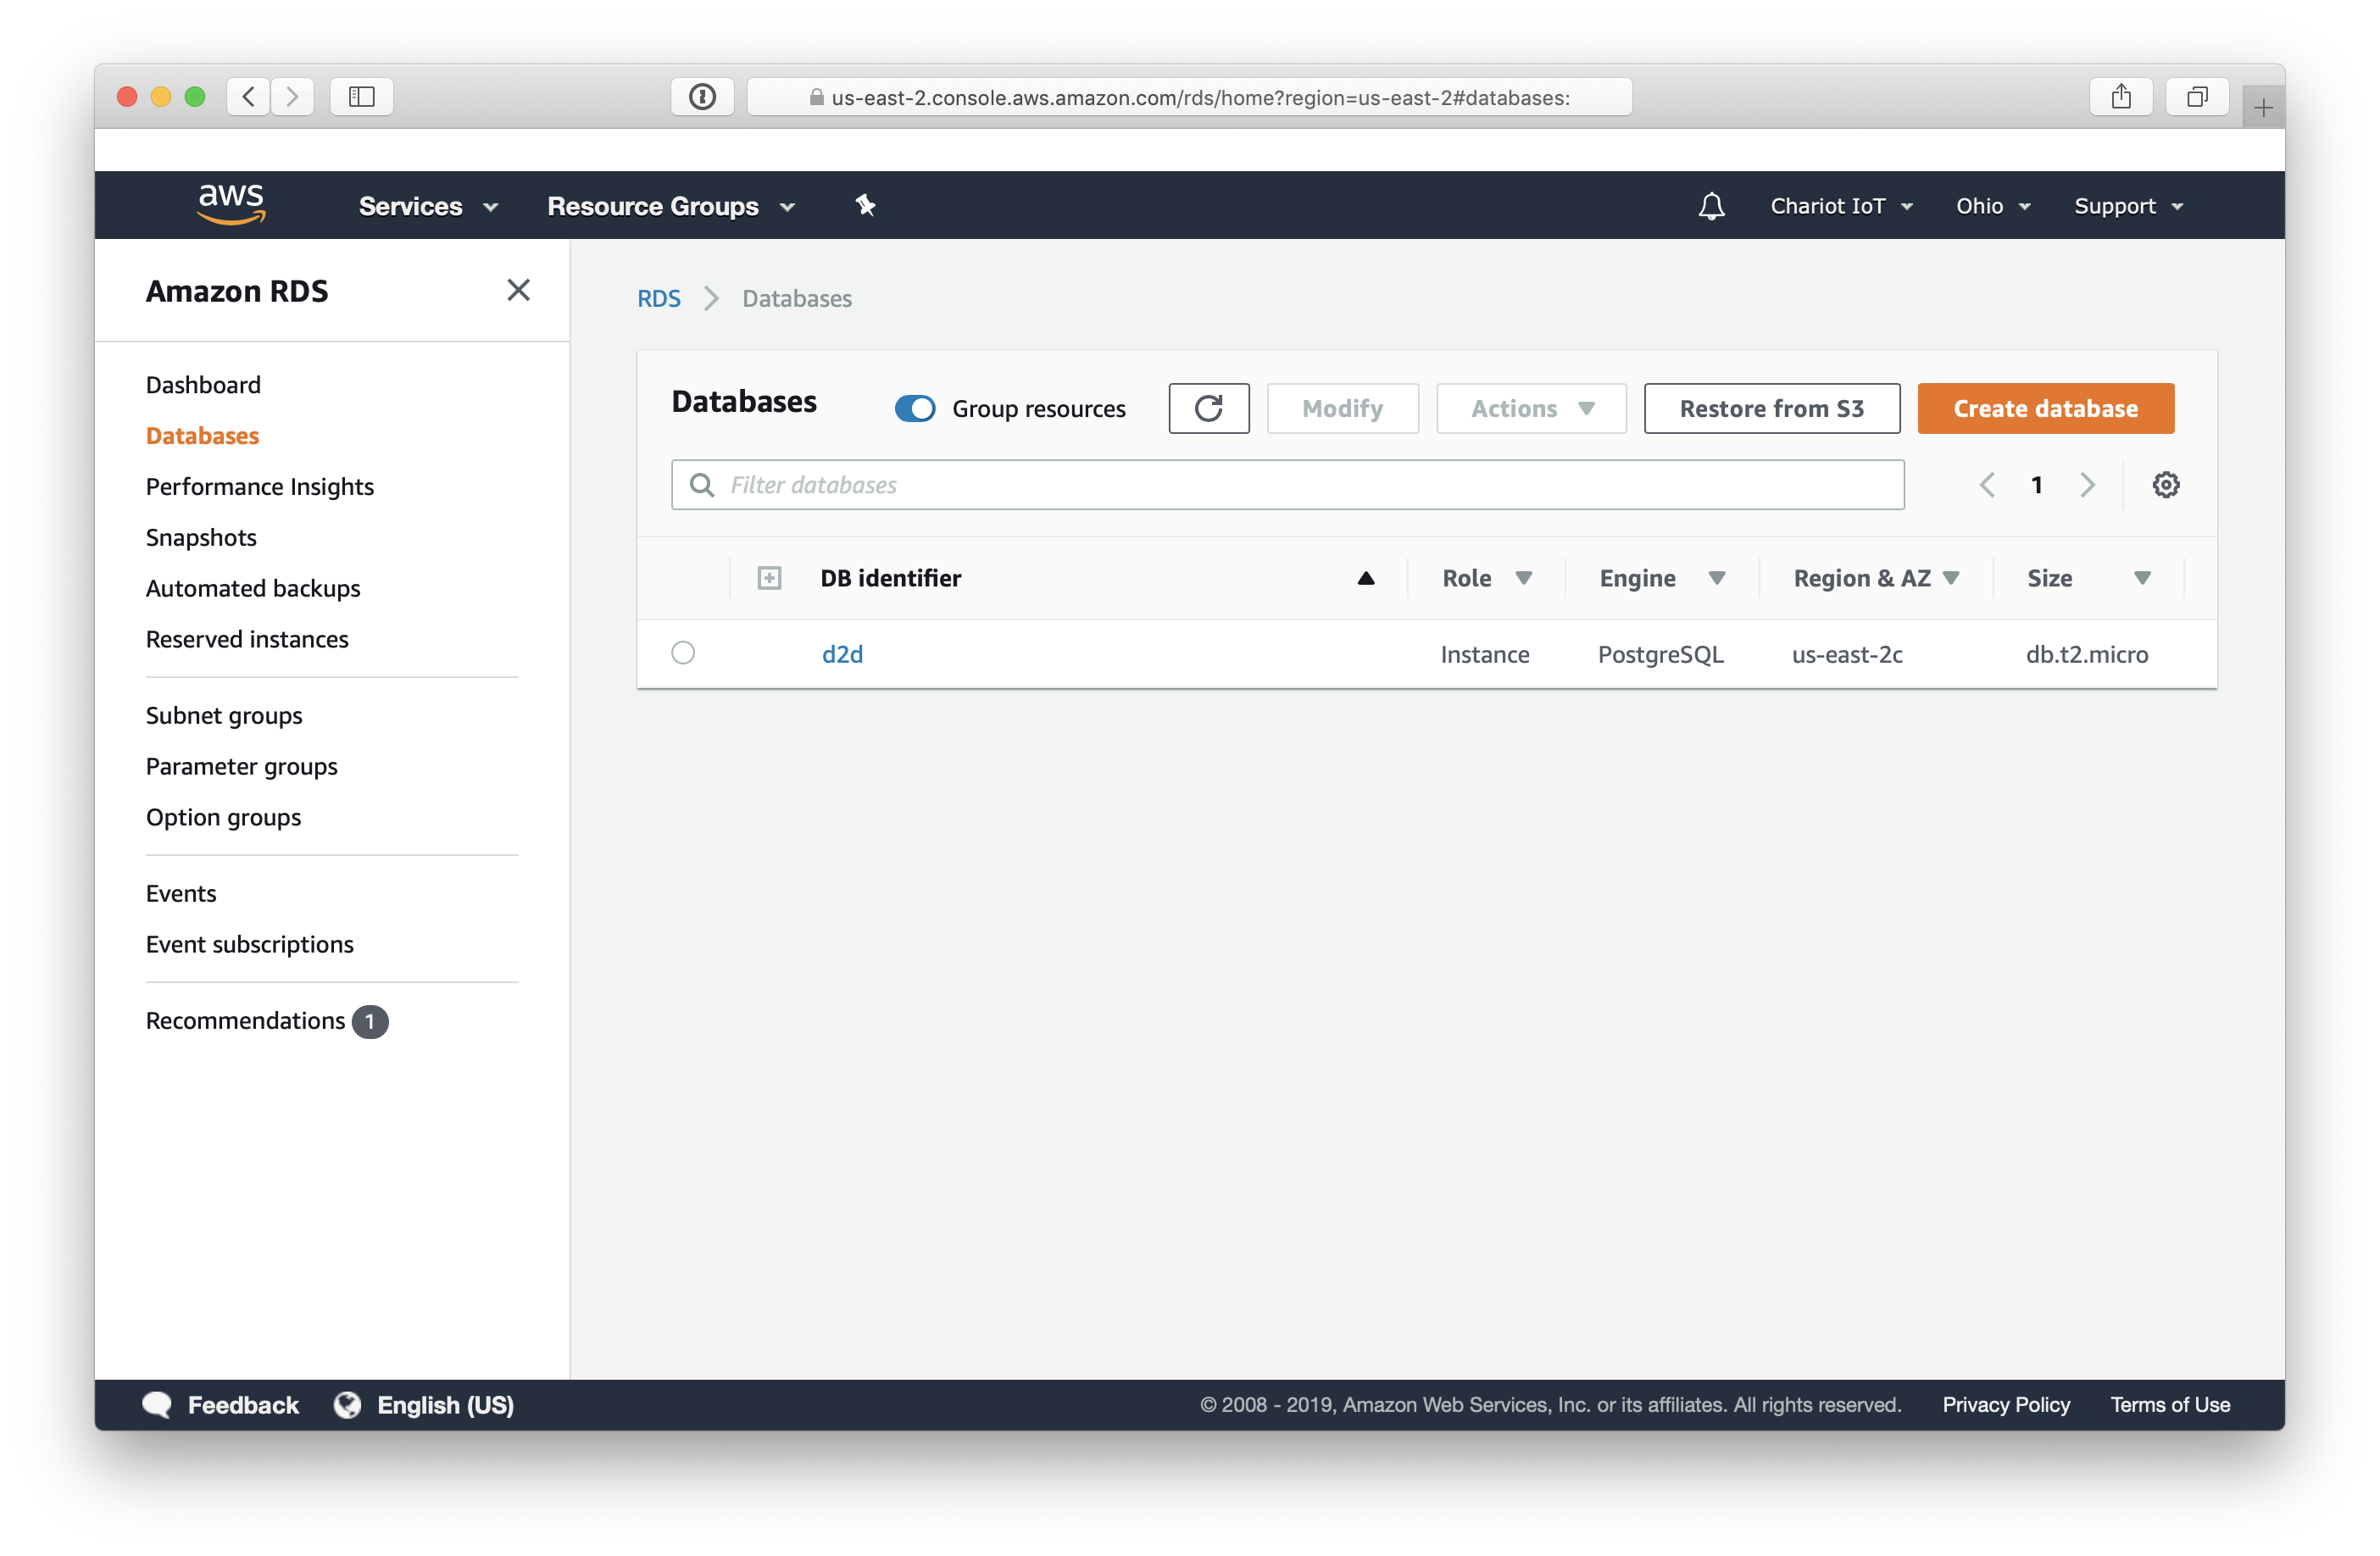 us-east-2.console.aws.amazon.com/rds/home?region=us-east-2#databases:
aws Services Resource Groups Chariot IoT Ohio Support
Amazon RDS
Dashboard
Databases
Performance Insights
Snapshots
Automated backups
Reserved instances
Subnet groups
Parameter groups
Option groups
Events
Event subscriptions
Recommendations 1
RDS Databases
Databases Group resources Modify Actions Restore from S3 Create database
Filter databases 1
DB identifier Role Engine Region & AZ Size
d2d Instance PostgreSQL us-east-2c db.t2.micro
Feedback English (US) © 2008 - 2019, Amazon Web Services, Inc. or its affiliates. All rights reserved. Privacy Policy Terms of Use